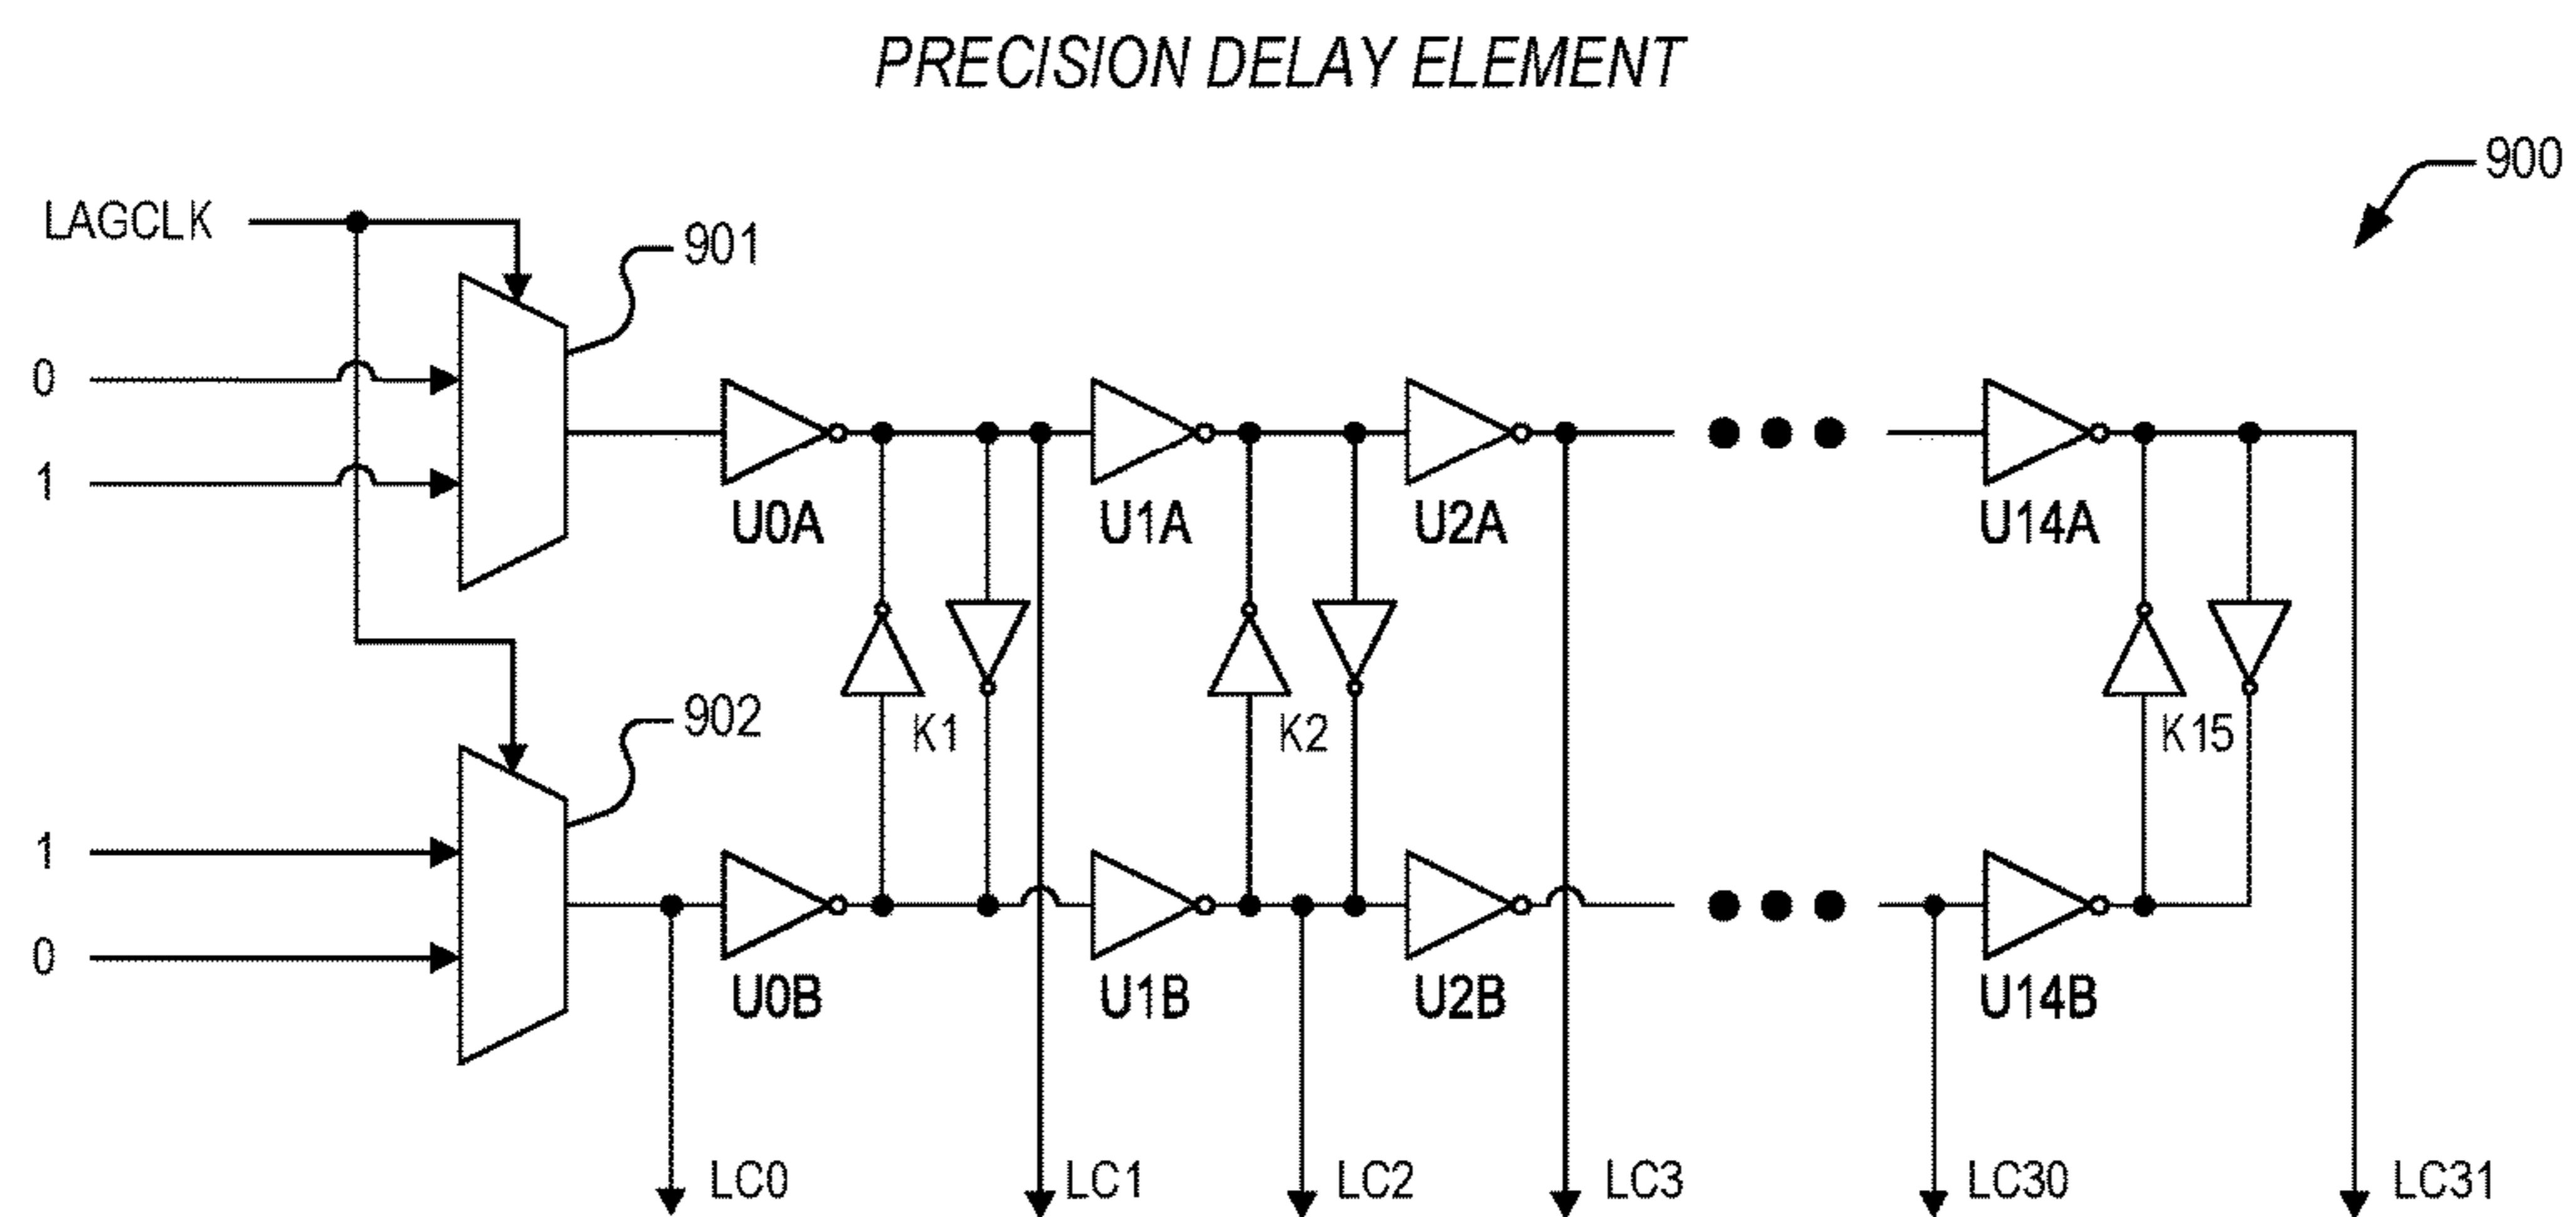 PRECISION DELAY ELEMENT
900
LAGCLK
901
0
1
U0A
U1A
U2A
U14A
K1
K2
K15
902
1
0
U0B
U1B
U2B
U14B
LC0
LC1
LC2
LC3
LC30
LC31